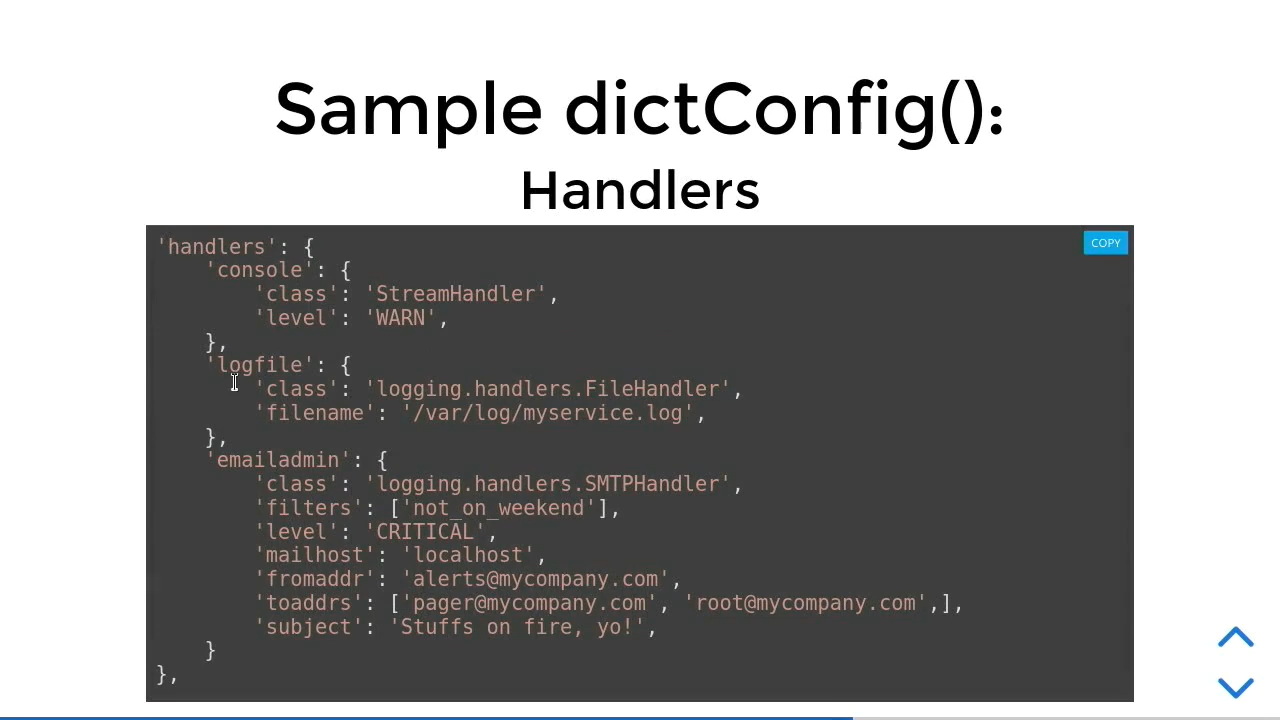 Sample dictConfig():
Handlers
COPY
'handlers': {
    'console': {
        'class': 'StreamHandler',
        'level': 'WARN',
    },
    'logfile': {
        'class': 'logging.handlers.FileHandler',
        'filename': '/var/log/myservice.log',
    },
    'emailadmin': {
        'class': 'logging.handlers.SMTPHandler',
        'filters': ['not_on_weekend'],
        'level': 'CRITICAL',
        'mailhost': 'localhost',
        'fromaddr': 'alerts@mycompany.com',
        'toaddrs': ['pager@mycompany.com', 'root@mycompany.com',],
        'subject': 'Stuffs on fire, yo!',
    }
},